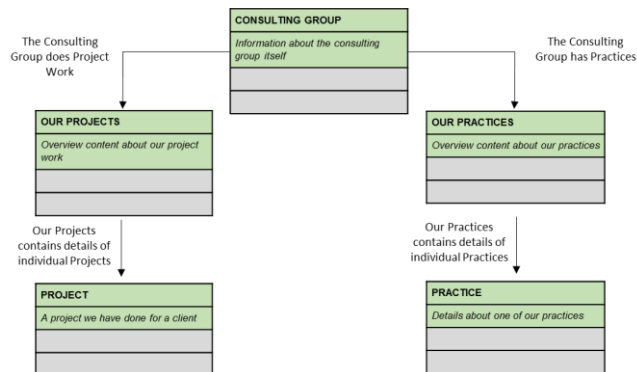 CONSULTING GROUP
Information about the consulting
group itself
The Consulting
Group does Project
Work
The Consulting
Group has Practices
OUR PROJECTS
Overview content about our project
work
OUR PRACTICES
Overview content about our practices
Our Projects
contains details of
individual Projects
Our Practices
contains details of
individual Practices
PROJECT
A project we have done for a client
PRACTICE
Details about one of our practices